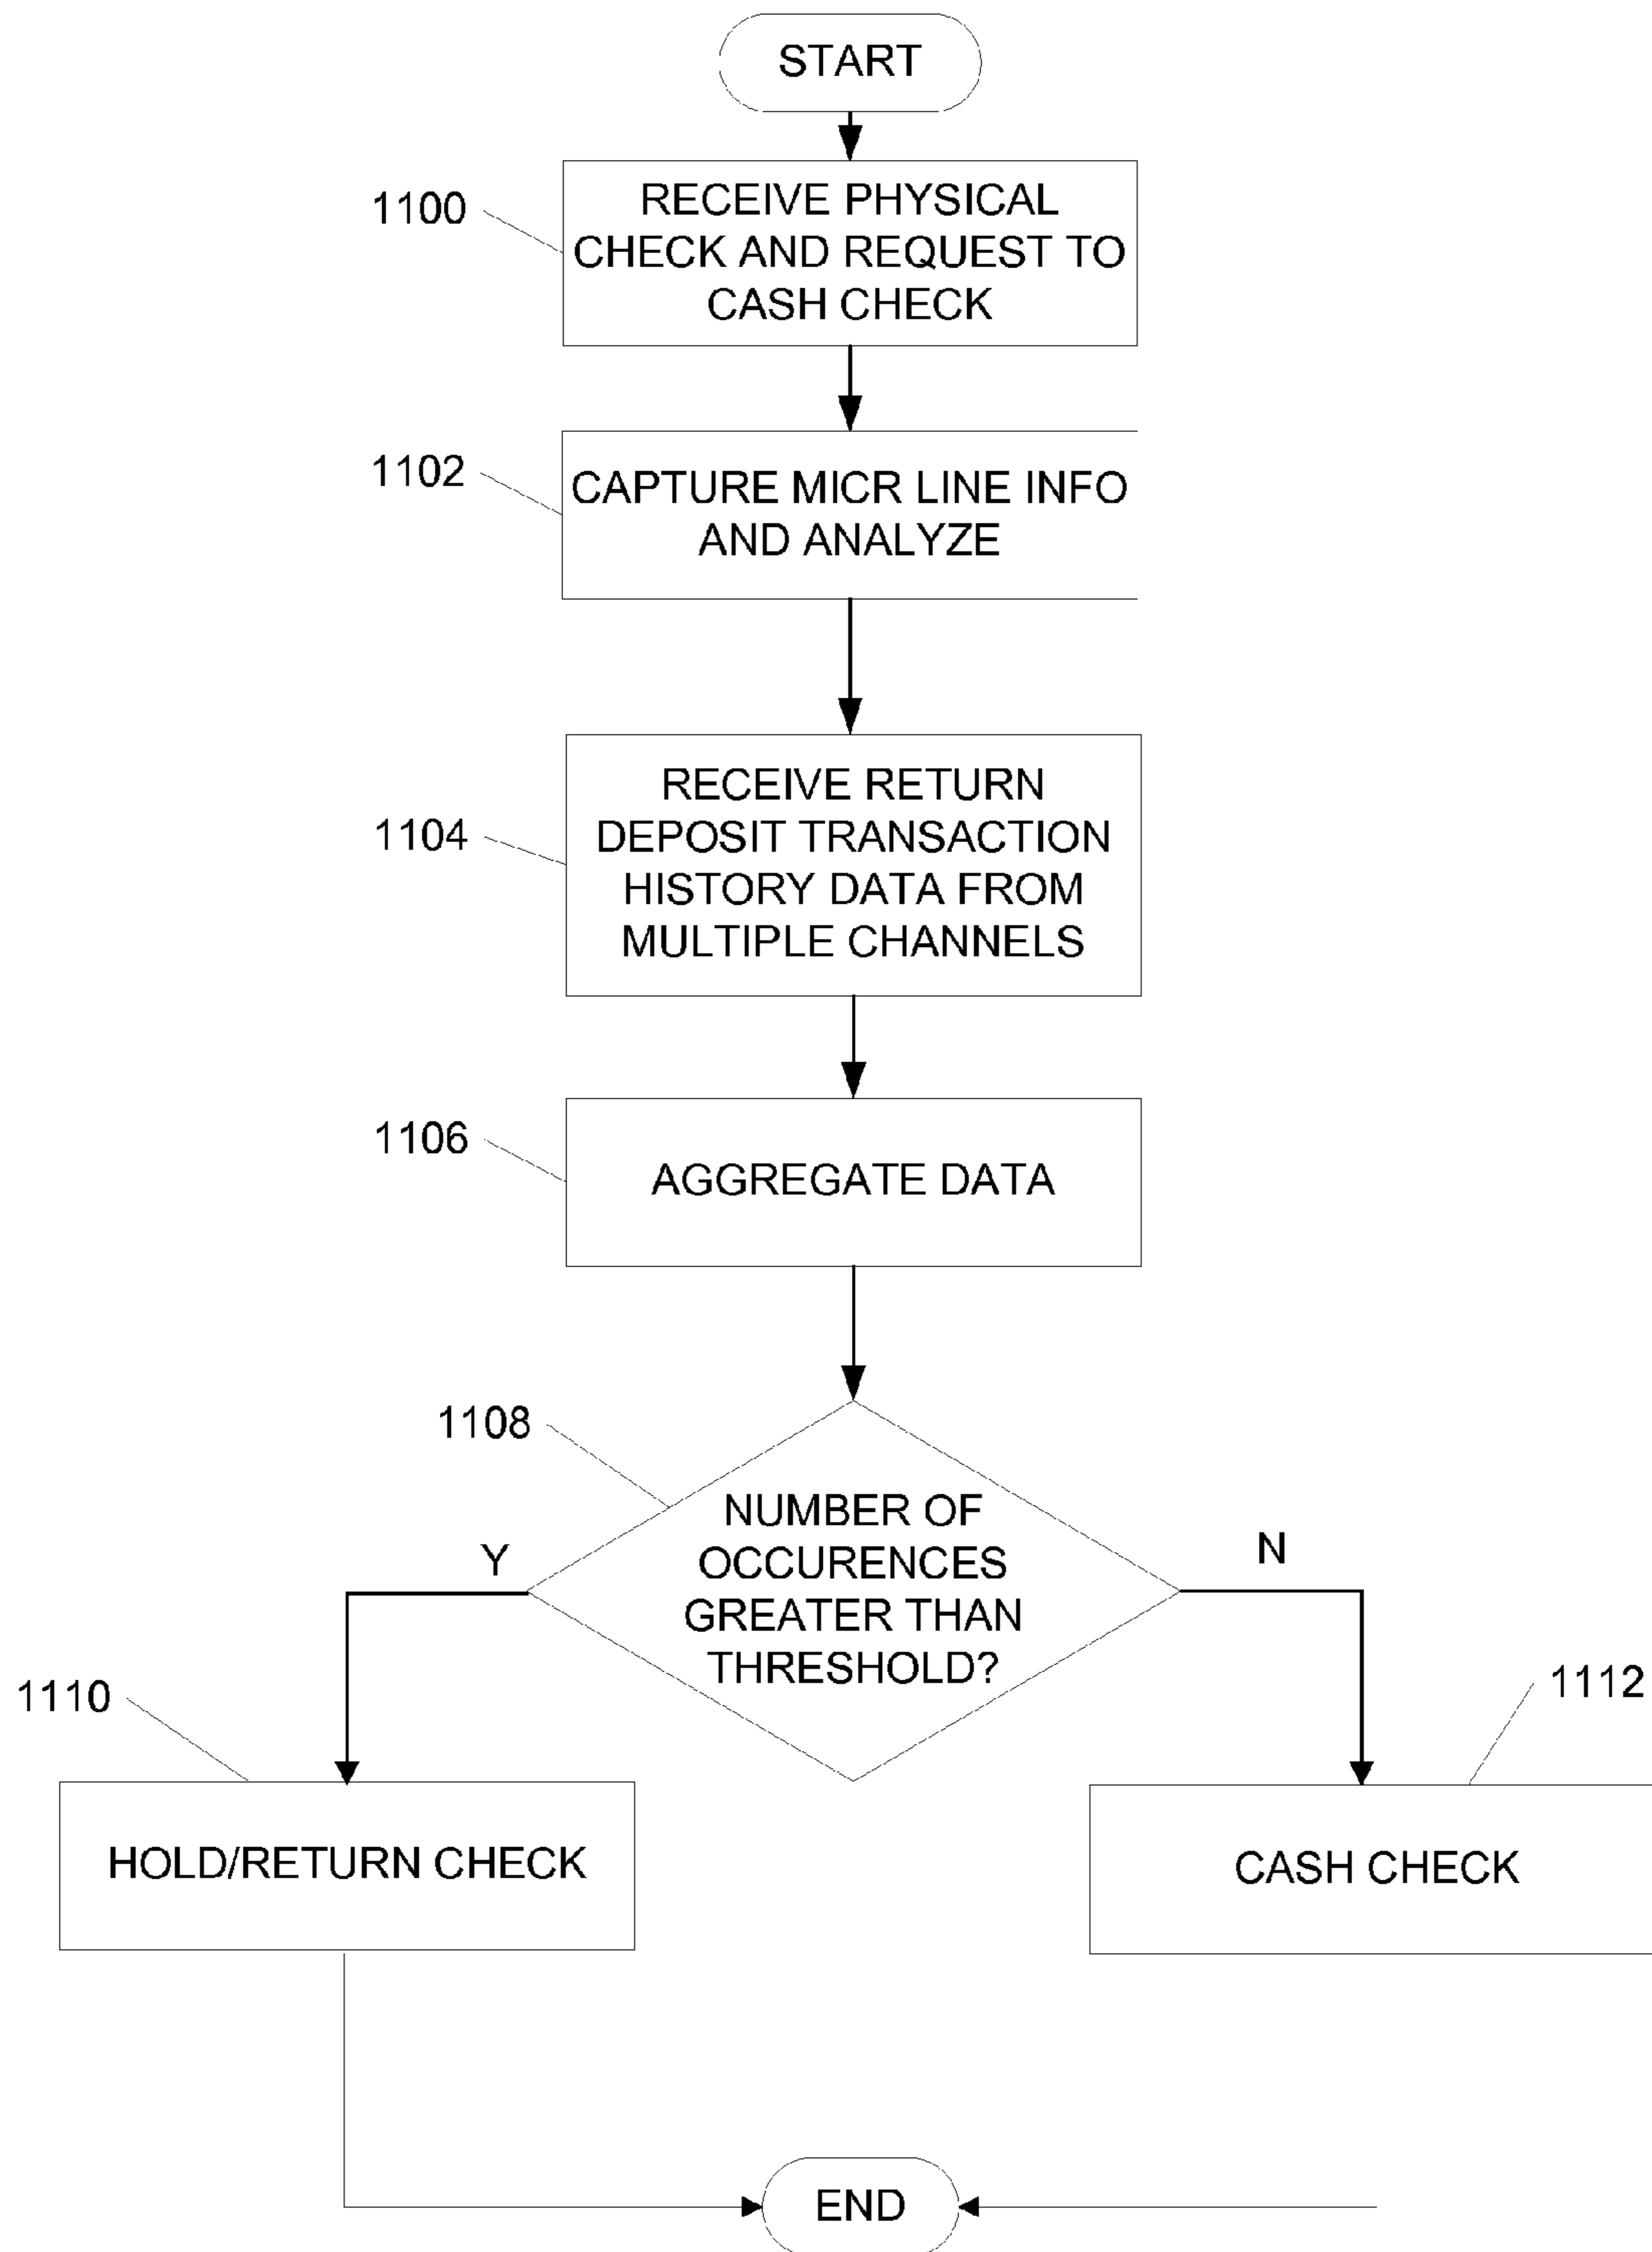 START
1100
RECEIVE PHYSICAL
CHECK AND REQUEST TO
CASH CHECK
1102
CAPTURE MICR LINE INFO
AND ANALYZE
1104
RECEIVE RETURN
DEPOSIT TRANSACTION
HISTORY DATA FROM
MULTIPLE CHANNELS
1106
AGGREGATE DATA
1108
NUMBER OF
OCCURENCES
GREATER THAN
THRESHOLD?
Y
N
1110
1112
HOLD/RETURN CHECK
CASH CHECK
END